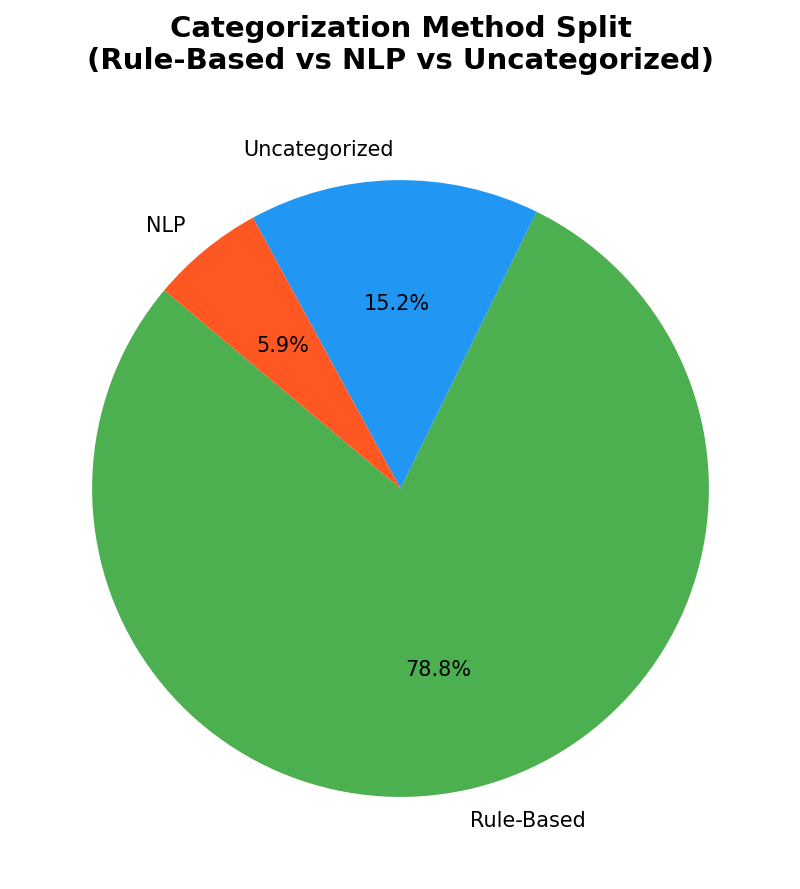 Categorization Method Split
(Rule-Based vs NLP vs Uncategorized)
Uncategorized
NLP
15.2%
5.9%
78.8%
Rule-Based